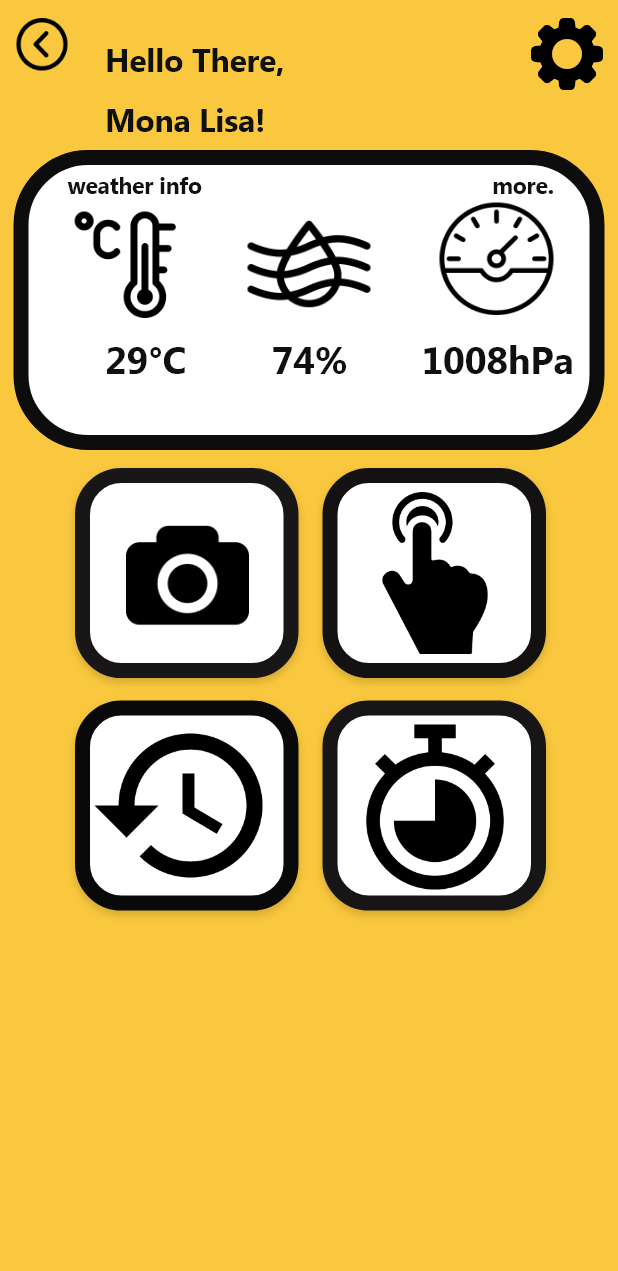 Hello There,
Mona Lisa!
weather info more.
°C
29°C 74% 1008hPa